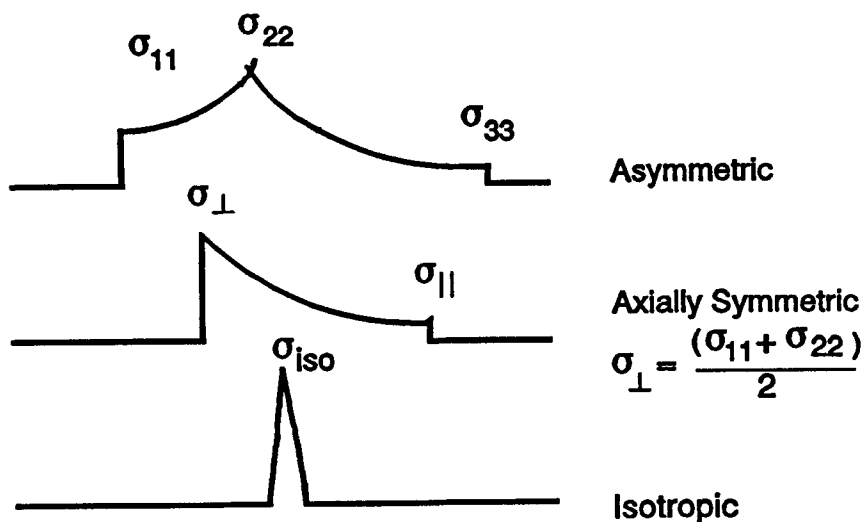 σ₁₁
σ₂₂
σ₃₃
Asymmetric
σ⊥
σ||
Axially Symmetric
σ⊥ = (σ₁₁ + σ₂₂) / 2
σiso
Isotropic